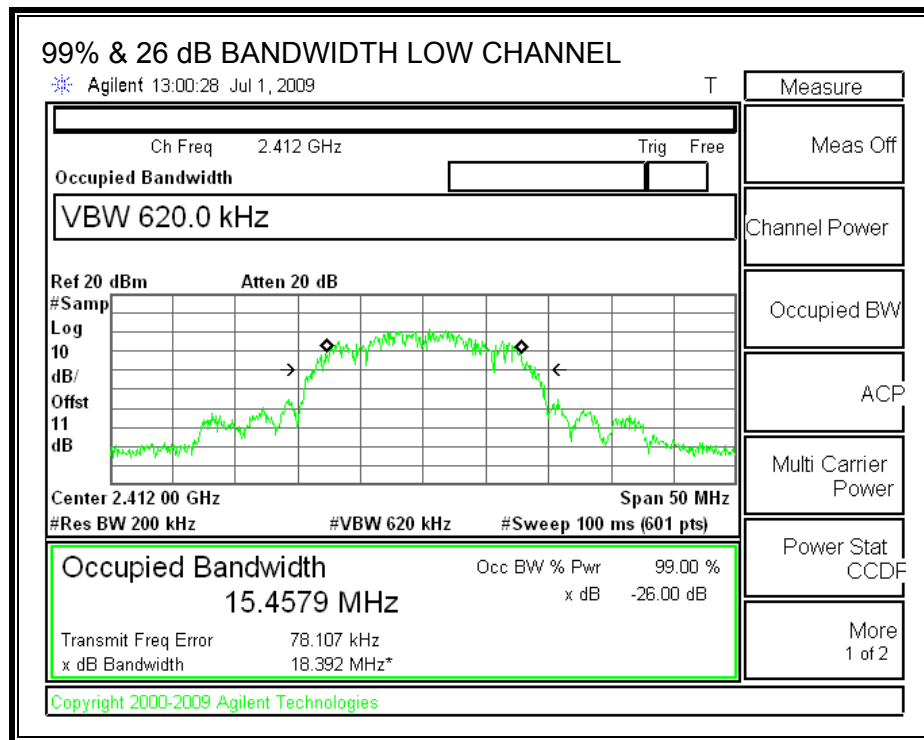 99% & 26 dB BANDWIDTH LOW CHANNEL
Agilent 13:00:28 Jul 1, 2009 T
Measure
Ch Freq 2.412 GHz Trig Free
Meas Off
Occupied Bandwidth
VBW 620.0 kHz
Channel Power
Ref 20 dBm Atten 20 dB
#Samp
Log
10
dB/
Offst
11
dB
Occupied BW
ACP
Center 2.412 00 GHz Span 50 MHz
#Res BW 200 kHz #VBW 620 kHz #Sweep 100 ms (601 pts)
Multi Carrier
Power
Occupied Bandwidth Occ BW % Pwr 99.00 %
15.4579 MHz x dB -26.00 dB
Power Stat
CCDF
Transmit Freq Error 78.107 kHz
x dB Bandwidth 18.392 MHz*
More
1 of 2
Copyright 2000-2009 Agilent Technologies